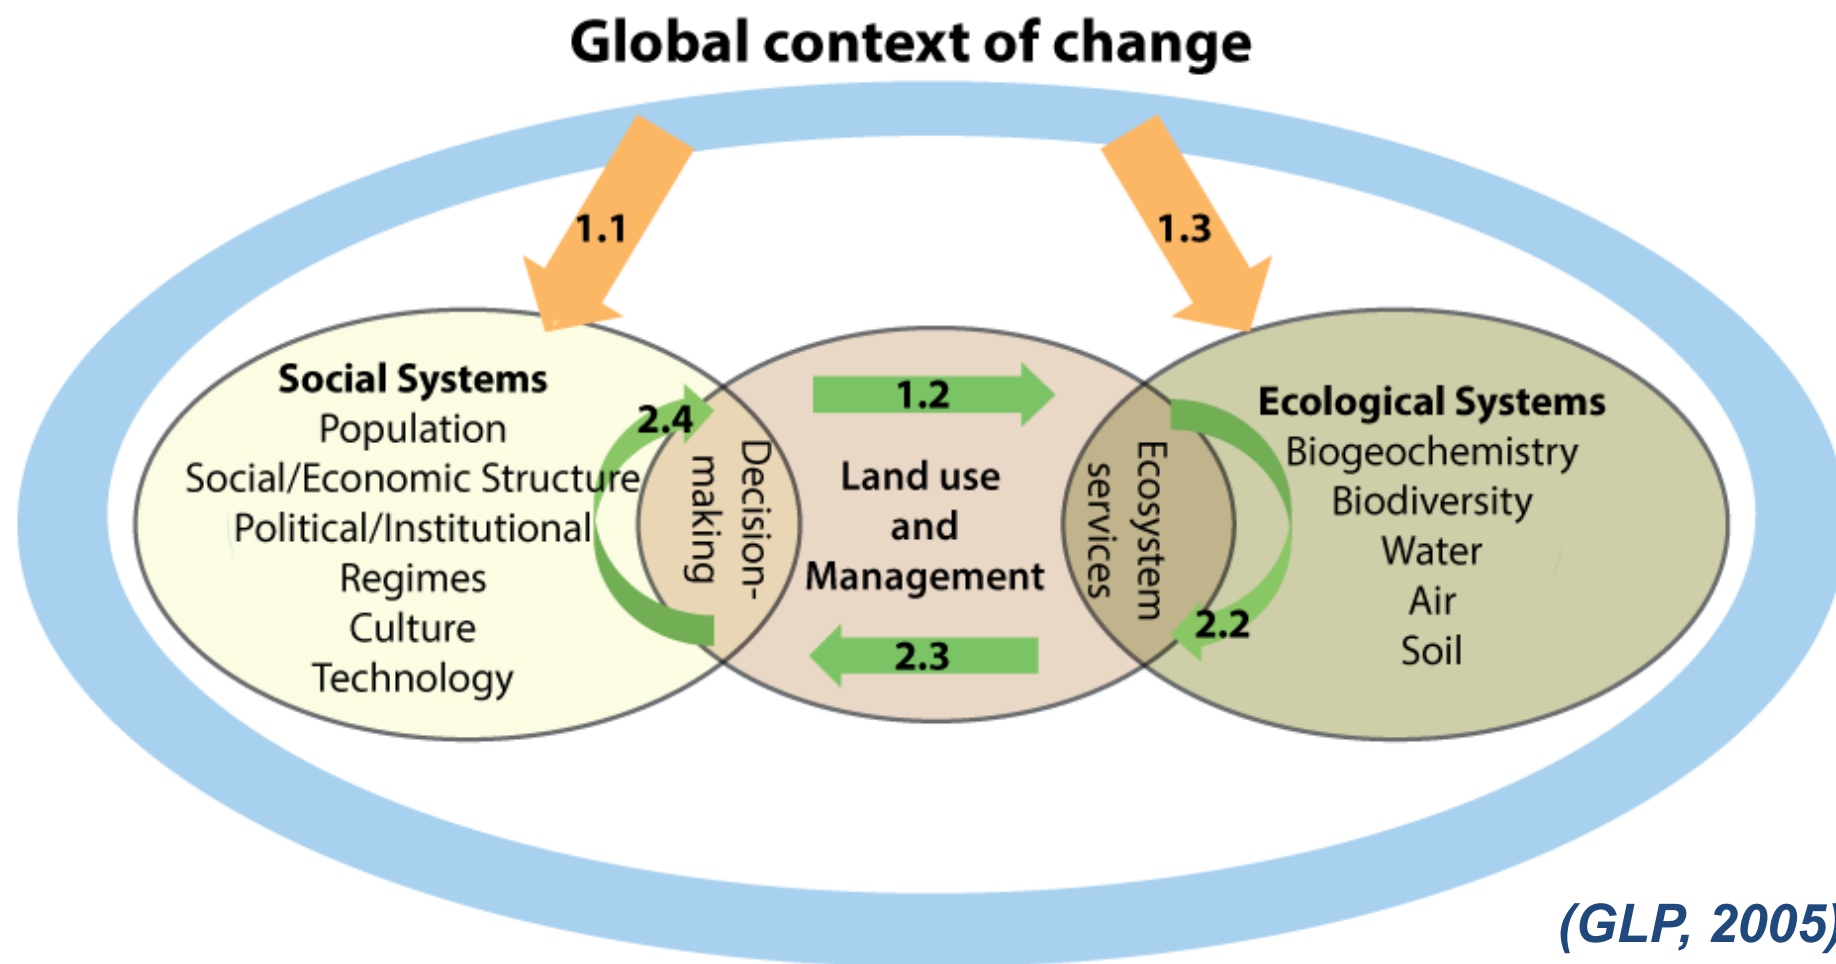 Global context of change
1.1
1.3
Social Systems
Population
Social/Economic Structure
Political/Institutional
Regimes
Culture
Technology
2.4
Decision-
making
1.2
Land use
and
Management
2.3
Ecosystem
services
2.2
Ecological Systems
Biogeochemistry
Biodiversity
Water
Air
Soil
(GLP, 2005)